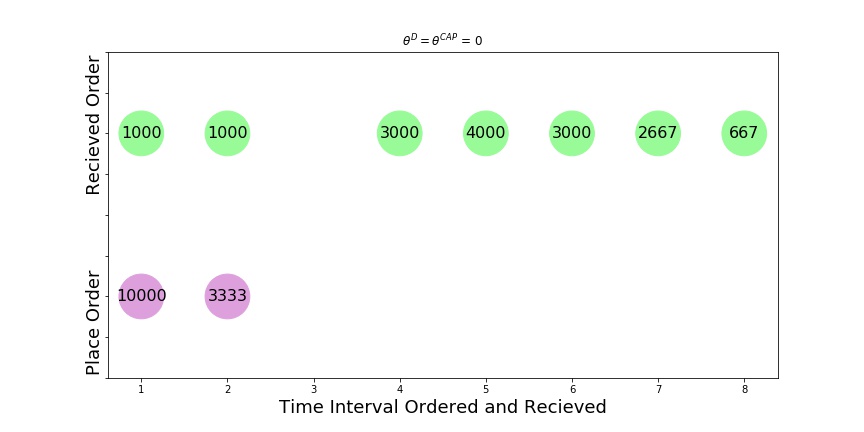 θ^D = θ^CAP = 0
Recieved Order
1000 1000 3000 4000 3000 2667 667
Place Order
10000 3333
1 2 3 4 5 6 7 8
Time Interval Ordered and Recieved